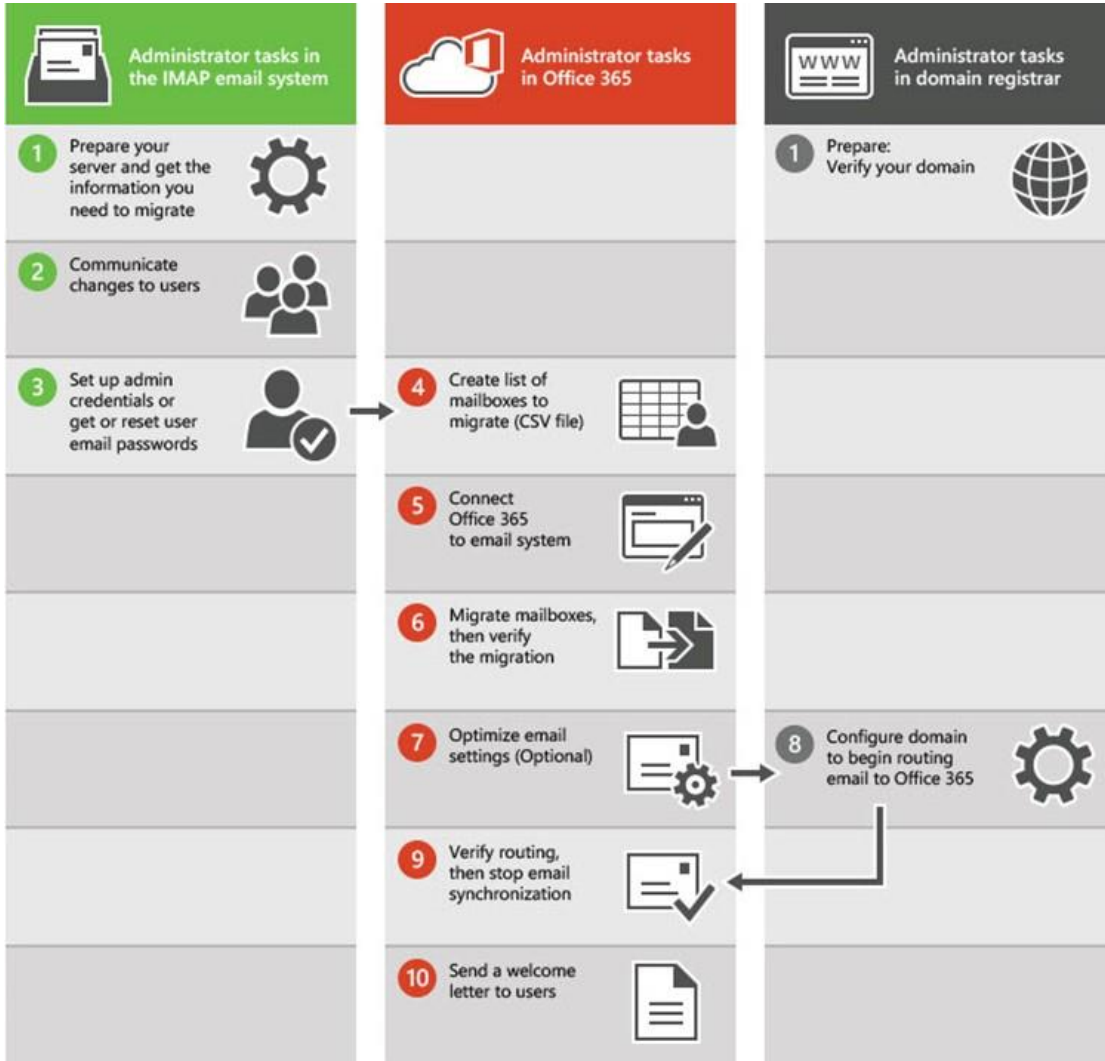 Administrator tasks in
the IMAP email system
Administrator tasks
in Office 365
www
Administrator tasks
in domain registrar
1
Prepare your
server and get the
information you
need to migrate
1
Prepare:
Verify your domain
2
Communicate
changes to users
3
Set up admin
credentials or
get or reset user
email passwords
4
Create list of
mailboxes to
migrate (CSV file)
5
Connect
Office 365
to email system
6
Migrate mailboxes,
then verify
the migration
7
Optimize email
settings (Optional)
8
Configure domain
to begin routing
email to Office 365
9
Verify routing,
then stop email
synchronization
10
Send a welcome
letter to users